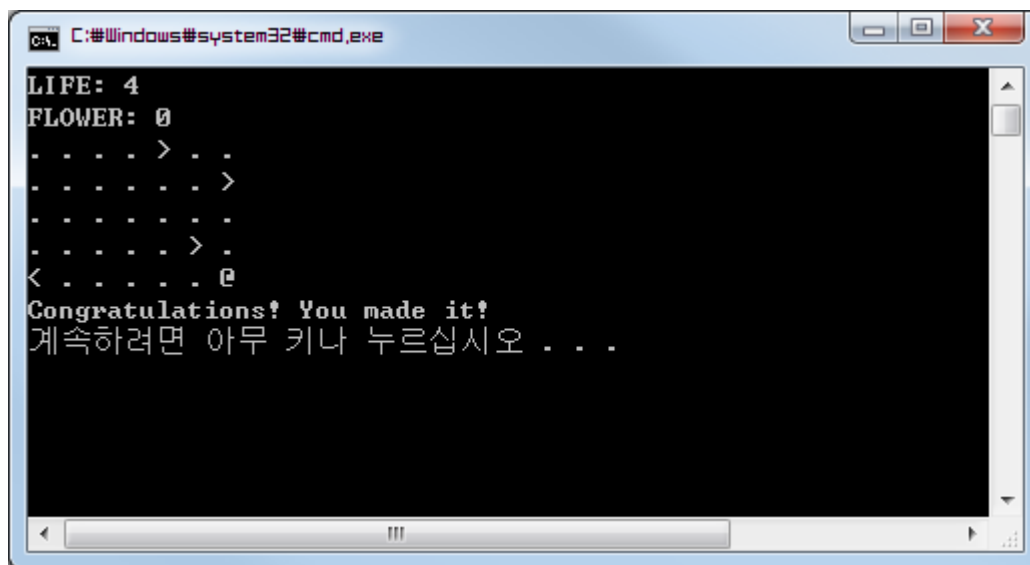 C:₩Windows₩system32₩cmd.exe
LIFE: 4
FLOWER: 0
. . . . > . .
. . . . . . >
. . . . . . .
. . . . . > .
< . . . . . @
Congratulations! You made it!
계속하려면 아무 키나 누르십시오 . . .